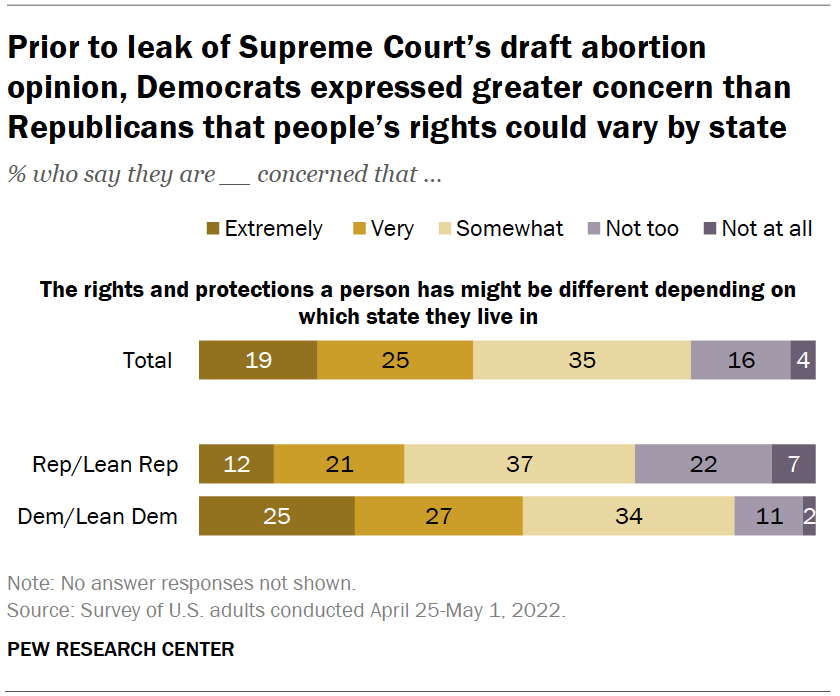 Prior to leak of Supreme Court's draft abortion
opinion, Democrats expressed greater concern than
Republicans that people's rights could vary by state
% who say they are ___ concerned that ...
Extremely Very Somewhat Not too Not at all
The rights and protections a person has might be different depending on
which state they live in
Total 19 25 35 16 4
Rep/Lean Rep 12 21 37 22 7
Dem/Lean Dem 25 27 34 11 2
Note: No answer responses not shown.
Source: Survey of U.S. adults conducted April 25-May 1, 2022.
PEW RESEARCH CENTER